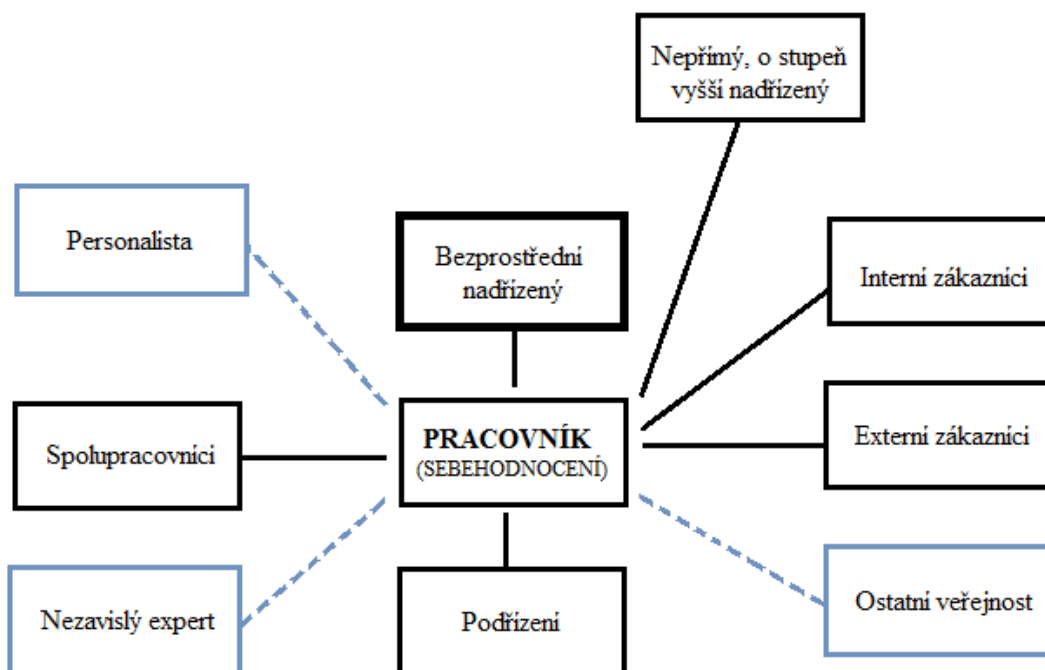 Nepřímý, o stupeň
vyšší nadřízený
Personalista
Bezprostřední
nadřízený
Interní zákazníci
Spolupracovníci
PRACOVNÍK
(SEBEHODNOCENÍ)
Externí zákazníci
Nezavislý expert
Podřízení
Ostatní veřejnost